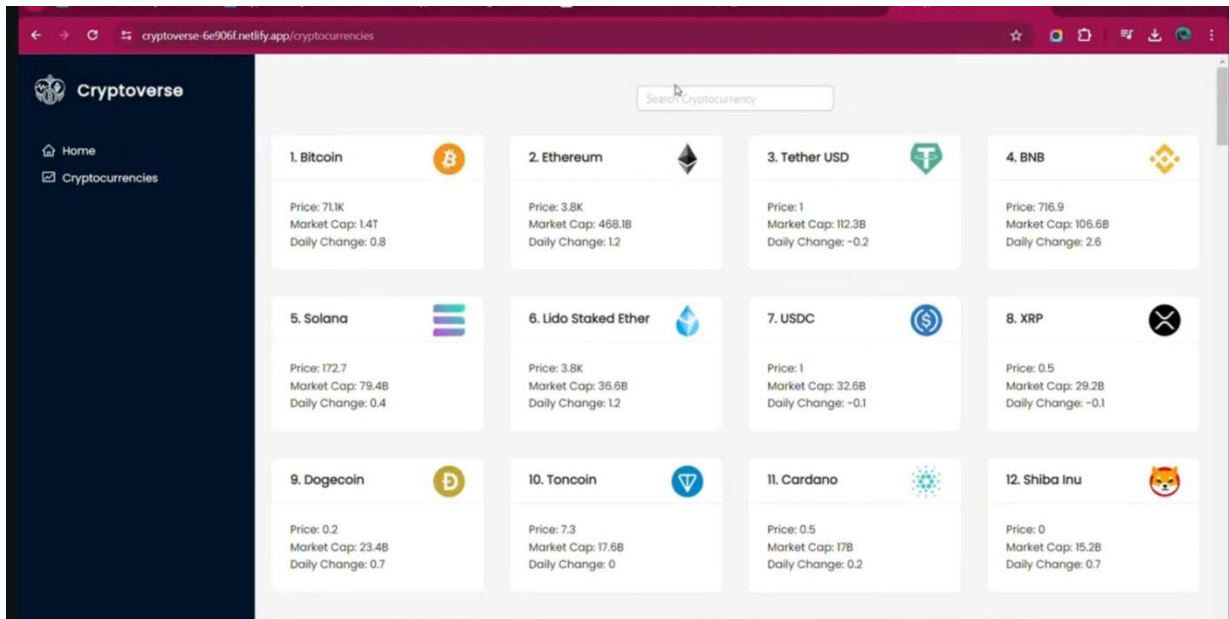 cryptoverse-6e906f.netlify.app/cryptocurrencies
Cryptoverse
Home
Cryptocurrencies
Search Cryptocurrency
1. Bitcoin
Price: 71.1K
Market Cap: 1.4T
Daily Change: 0.8
2. Ethereum
Price: 3.8K
Market Cap: 468.1B
Daily Change: 1.2
3. Tether USD
Price: 1
Market Cap: 112.3B
Daily Change: -0.2
4. BNB
Price: 716.9
Market Cap: 106.6B
Daily Change: 2.6
5. Solana
Price: 172.7
Market Cap: 79.4B
Daily Change: 0.4
6. Lido Staked Ether
Price: 3.8K
Market Cap: 36.6B
Daily Change: 1.2
7. USDC
Price: 1
Market Cap: 32.6B
Daily Change: -0.1
8. XRP
Price: 0.5
Market Cap: 29.2B
Daily Change: -0.1
9. Dogecoin
Price: 0.2
Market Cap: 23.4B
Daily Change: 0.7
10. Toncoin
Price: 7.3
Market Cap: 17.6B
Daily Change: 0
11. Cardano
Price: 0.5
Market Cap: 17B
Daily Change: 0.2
12. Shiba Inu
Price: 0
Market Cap: 15.2B
Daily Change: 0.7